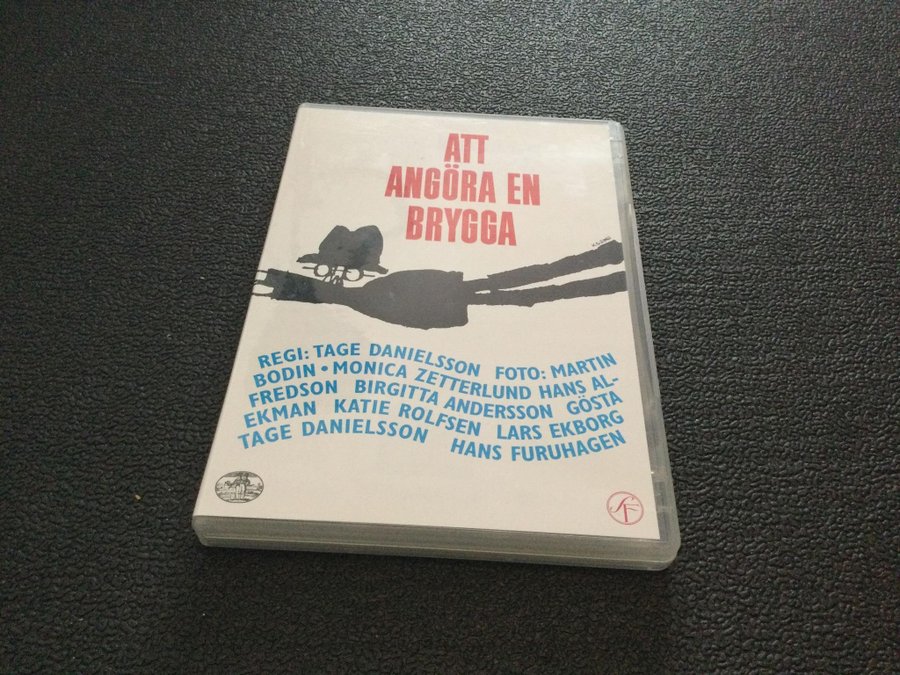 ATT
ANGÖRA EN
BRYGGA
REGI: TAGE DANIELSSON FOTO: MARTIN
BODIN • MONICA ZETTERLUND HANS AL-
FREDSON BIRGITTA ANDERSSON GÖSTA
EKMAN KATIE ROLFSEN LARS EKBORG
TAGE DANIELSSON HANS FURUHAGEN
SF